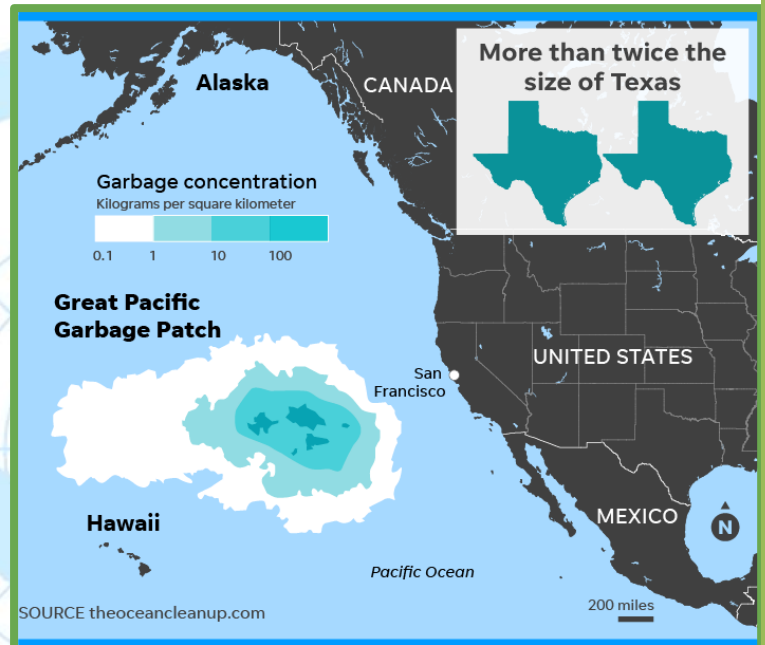 More than twice the
size of Texas
Alaska
CANADA
Garbage concentration
Kilograms per square kilometer
0.1 1 10 100
Great Pacific
Garbage Patch
UNITED STATES
San
Francisco
Hawaii
MEXICO
N
Pacific Ocean
200 miles
SOURCE theoceancleanup.com